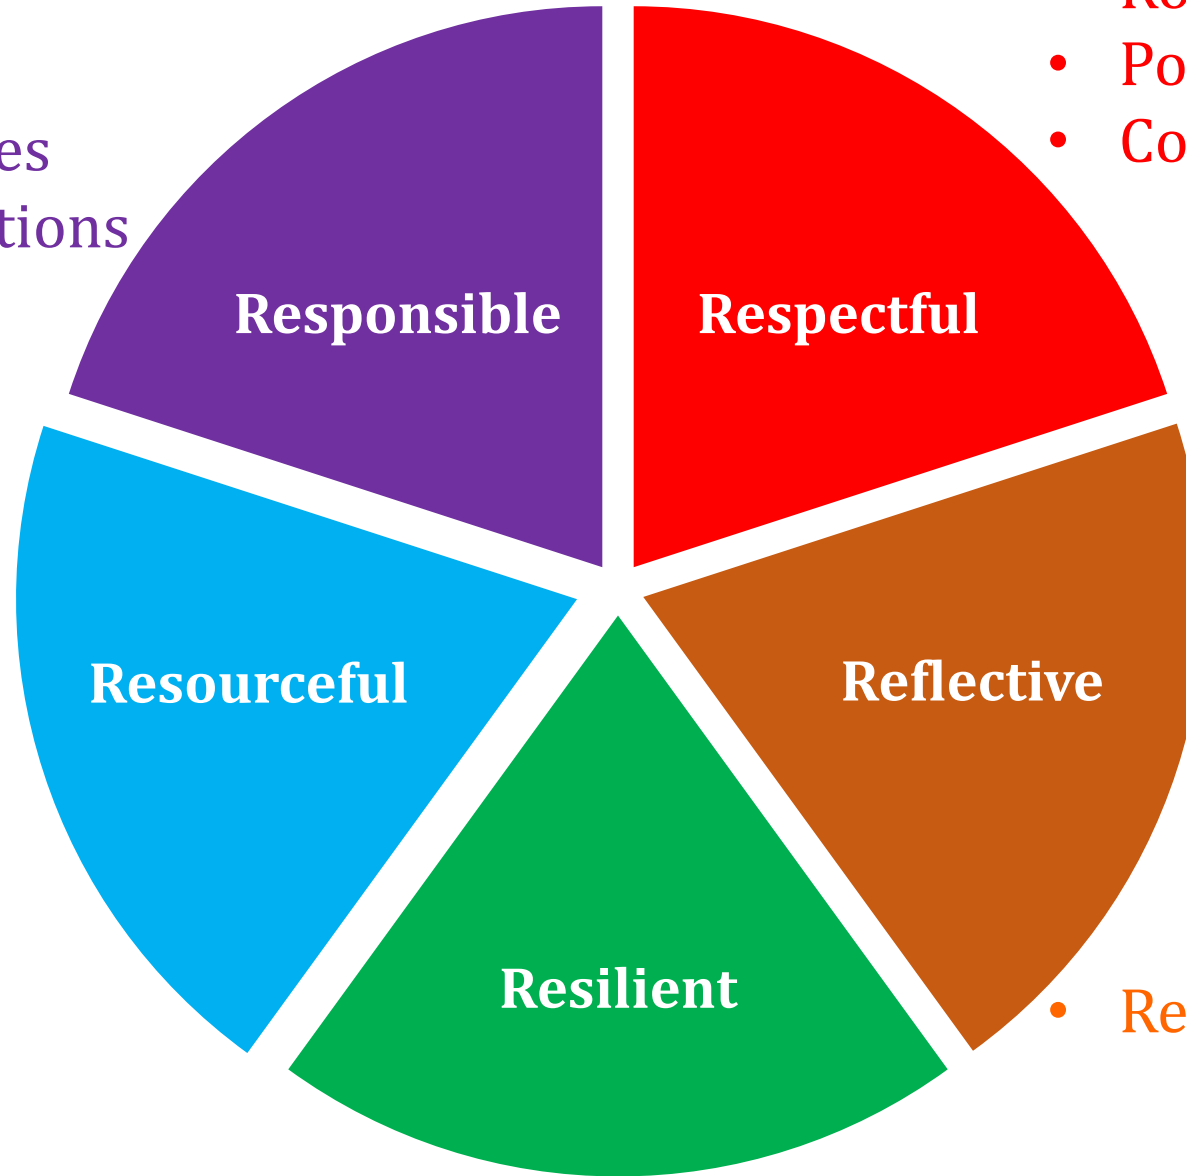 • Po
• Co
es
tions
Responsible
Respectful
Resourceful
Reflective
Resilient
• Re